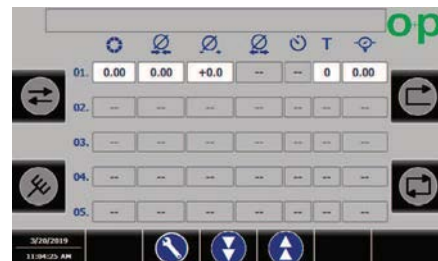 op
T
01. 0.00 0.00 +0.0 -- -- 0 0.00
02. -- -- -- -- -- -- --
03. -- -- -- -- -- -- --
04. -- -- -- -- -- -- --
05. -- -- -- -- -- -- --
3/20/2019
11:04:25 AM